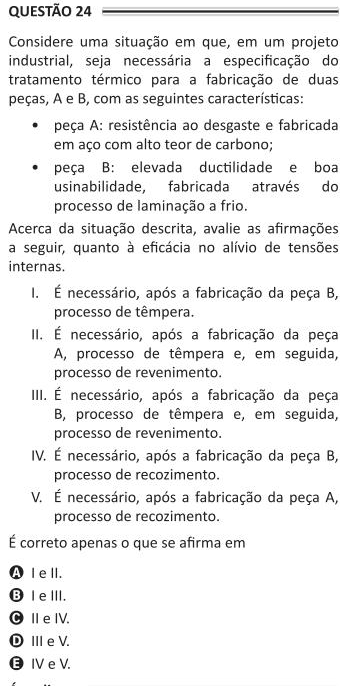 QUESTÃO 24
Considere uma situação em que, em um projeto
industrial, seja necessária a especificação do
tratamento térmico para a fabricação de duas
peças, A e B, com as seguintes características:
• peça A: resistência ao desgaste e fabricada
em aço com alto teor de carbono;
• peça B: elevada ductilidade e boa
usinabilidade, fabricada através do
processo de laminação a frio.
Acerca da situação descrita, avalie as afirmações
a seguir, quanto à eficácia no alívio de tensões
internas.
I. É necessário, após a fabricação da peça B,
processo de têmpera.
II. É necessário, após a fabricação da peça
A, processo de têmpera e, em seguida,
processo de revenimento.
III. É necessário, após a fabricação da peça
B, processo de têmpera e, em seguida,
processo de revenimento.
IV. É necessário, após a fabricação da peça B,
processo de recozimento.
V. É necessário, após a fabricação da peça A,
processo de recozimento.
É correto apenas o que se afirma em
A I e II.
B I e III.
C II e IV.
D III e V.
E IV e V.